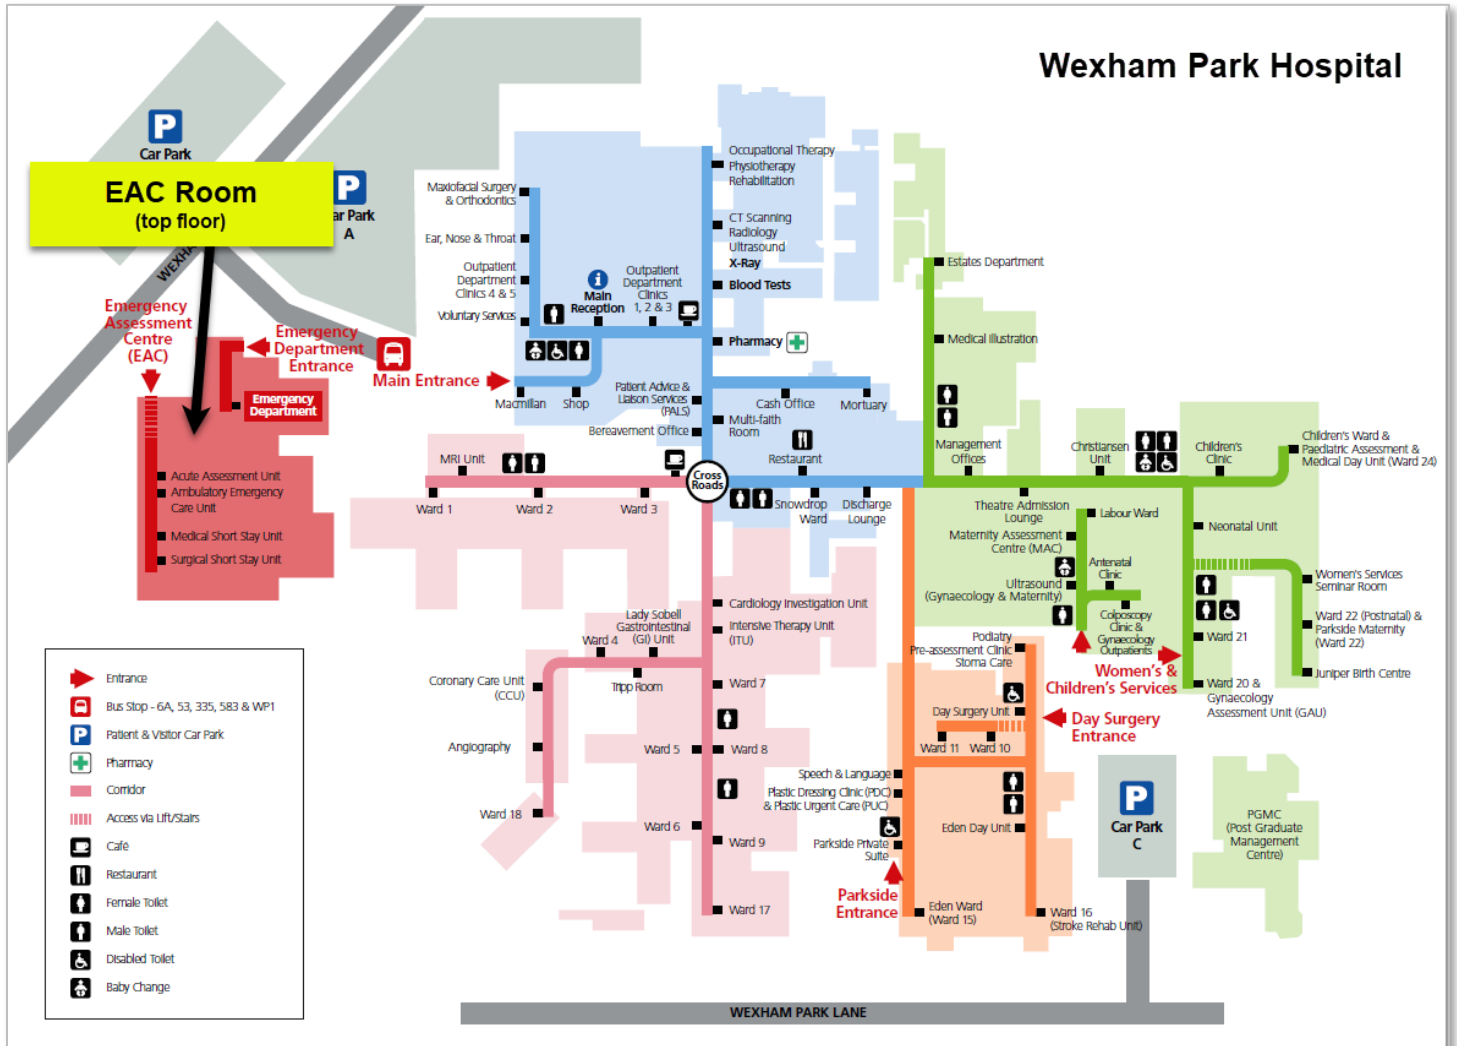 Wexham Park Hospital
P
Car Park
EAC Room
(top floor)
P
ar Park
A
WEXHA
Emergency
Assessment
Centre
(EAC)
Emergency
Department
Entrance
Emergency
Department
Acute Assessment Unit
Ambulatory Emergency
Care Unit
Medical Short Stay Unit
Surgical Short Stay Unit
Main Entrance
Maxiofacial Surgery
& Orthodontics
Ear, Nose & Throat
Outpatient
Department
Clinics 4 & 5
Voluntary Services
i
Main
Reception
Outpatient
Department
Clinics
1, 2 & 3
Macmillan
Shop
Patient Advice &
Liaison Services
(PALS)
Bereavement Office
Occupational Therapy
Physiotherapy
Rehabilitation
CT Scanning
Radiology
Ultrasound
X-Ray
Blood Tests
Pharmacy
Cash Office
Mortuary
Multi-faith
Room
Restaurant
Cross
Roads
Snowdrop
Ward
Discharge
Lounge
MRI Unit
Ward 1
Ward 2
Ward 3
Estates Department
Medical Illustration
Management
Offices
Christiansen
Unit
Children's
Clinic
Children's Ward &
Paediatric Assessment &
Medical Day Unit (Ward 24)
Theatre Admission
Lounge
Labour Ward
Maternity Assessment
Centre (MAC)
Neonatal Unit
Antenatal
Clinic
Ultrasound
(Gynaecology & Maternity)
Colposcopy
Clinic &
Gynaecology
Outpatients
Women's Services
Seminar Room
Ward 22 (Postnatal) &
Parkside Maternity
(Ward 22)
Ward 21
Juniper Birth Centre
Women's &
Children's Services
Ward 20 &
Gynaecology
Assessment Unit (GAU)
Cardiology Investigation Unit
Lady Sobell
Gastrointestinal
(GI) Unit
Intensive Therapy Unit
(ITU)
Ward 4
Tripp Room
Coronary Care Unit
(CCU)
Angiography
Ward 18
Ward 7
Ward 5
Ward 8
Ward 6
Ward 9
Ward 17
Podiatry
Pre-assessment Clinic
Stoma Care
Day Surgery Unit
Day Surgery
Entrance
Ward 11
Ward 10
Speech & Language
Plastic Dressing Clinic (PDC)
& Plastic Urgent Care (PUC)
Eden Day Unit
Parkside Private
Suite
Parkside
Entrance
Eden Ward
(Ward 15)
Ward 16
(Stroke Rehab Unit)
P
Car Park
C
PGMC
(Post Graduate
Management
Centre)
Entrance
Bus Stop - 6A, 53, 335, 583 & WP1
P
Patient & Visitor Car Park
Pharmacy
Corridor
Access via Lift/Stairs
Café
Restaurant
Female Toilet
Male Toilet
Disabled Toilet
Baby Change
WEXHAM PARK LANE